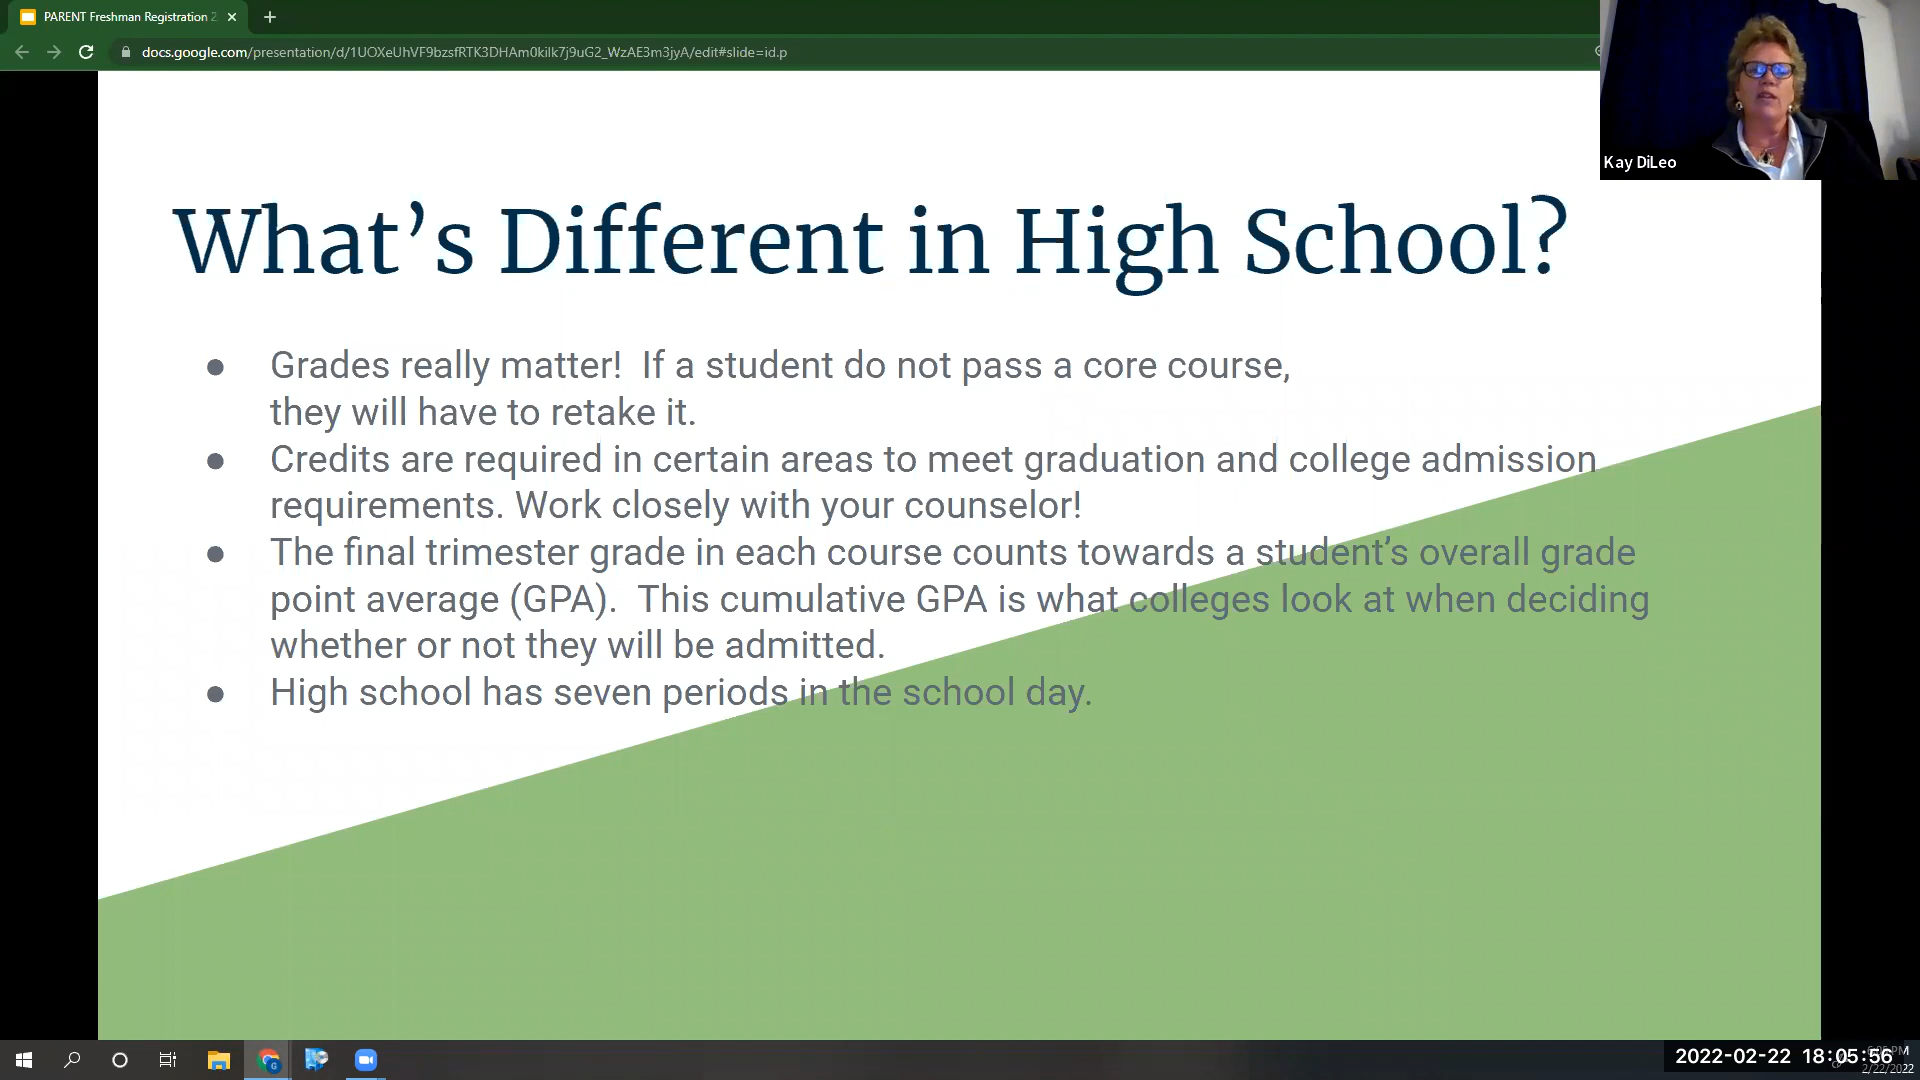 PARENT Freshman Registration 2
docs.google.com/presentation/d/1UOXeUhVF9bzsfRTK3DHAm0kilk7j9uG2_WzAE3m3jyA/edit#slide=id.p
Kay DiLeo
What’s Different in High School?
● Grades really matter!  If a student do not pass a core course,
they will have to retake it.
● Credits are required in certain areas to meet graduation and college admission
requirements. Work closely with your counselor!
● The final trimester grade in each course counts towards a student’s overall grade
point average (GPA).  This cumulative GPA is what colleges look at when deciding
whether or not they will be admitted.
● High school has seven periods in the school day.
2022-02-22 18:05:56
2/22/2022